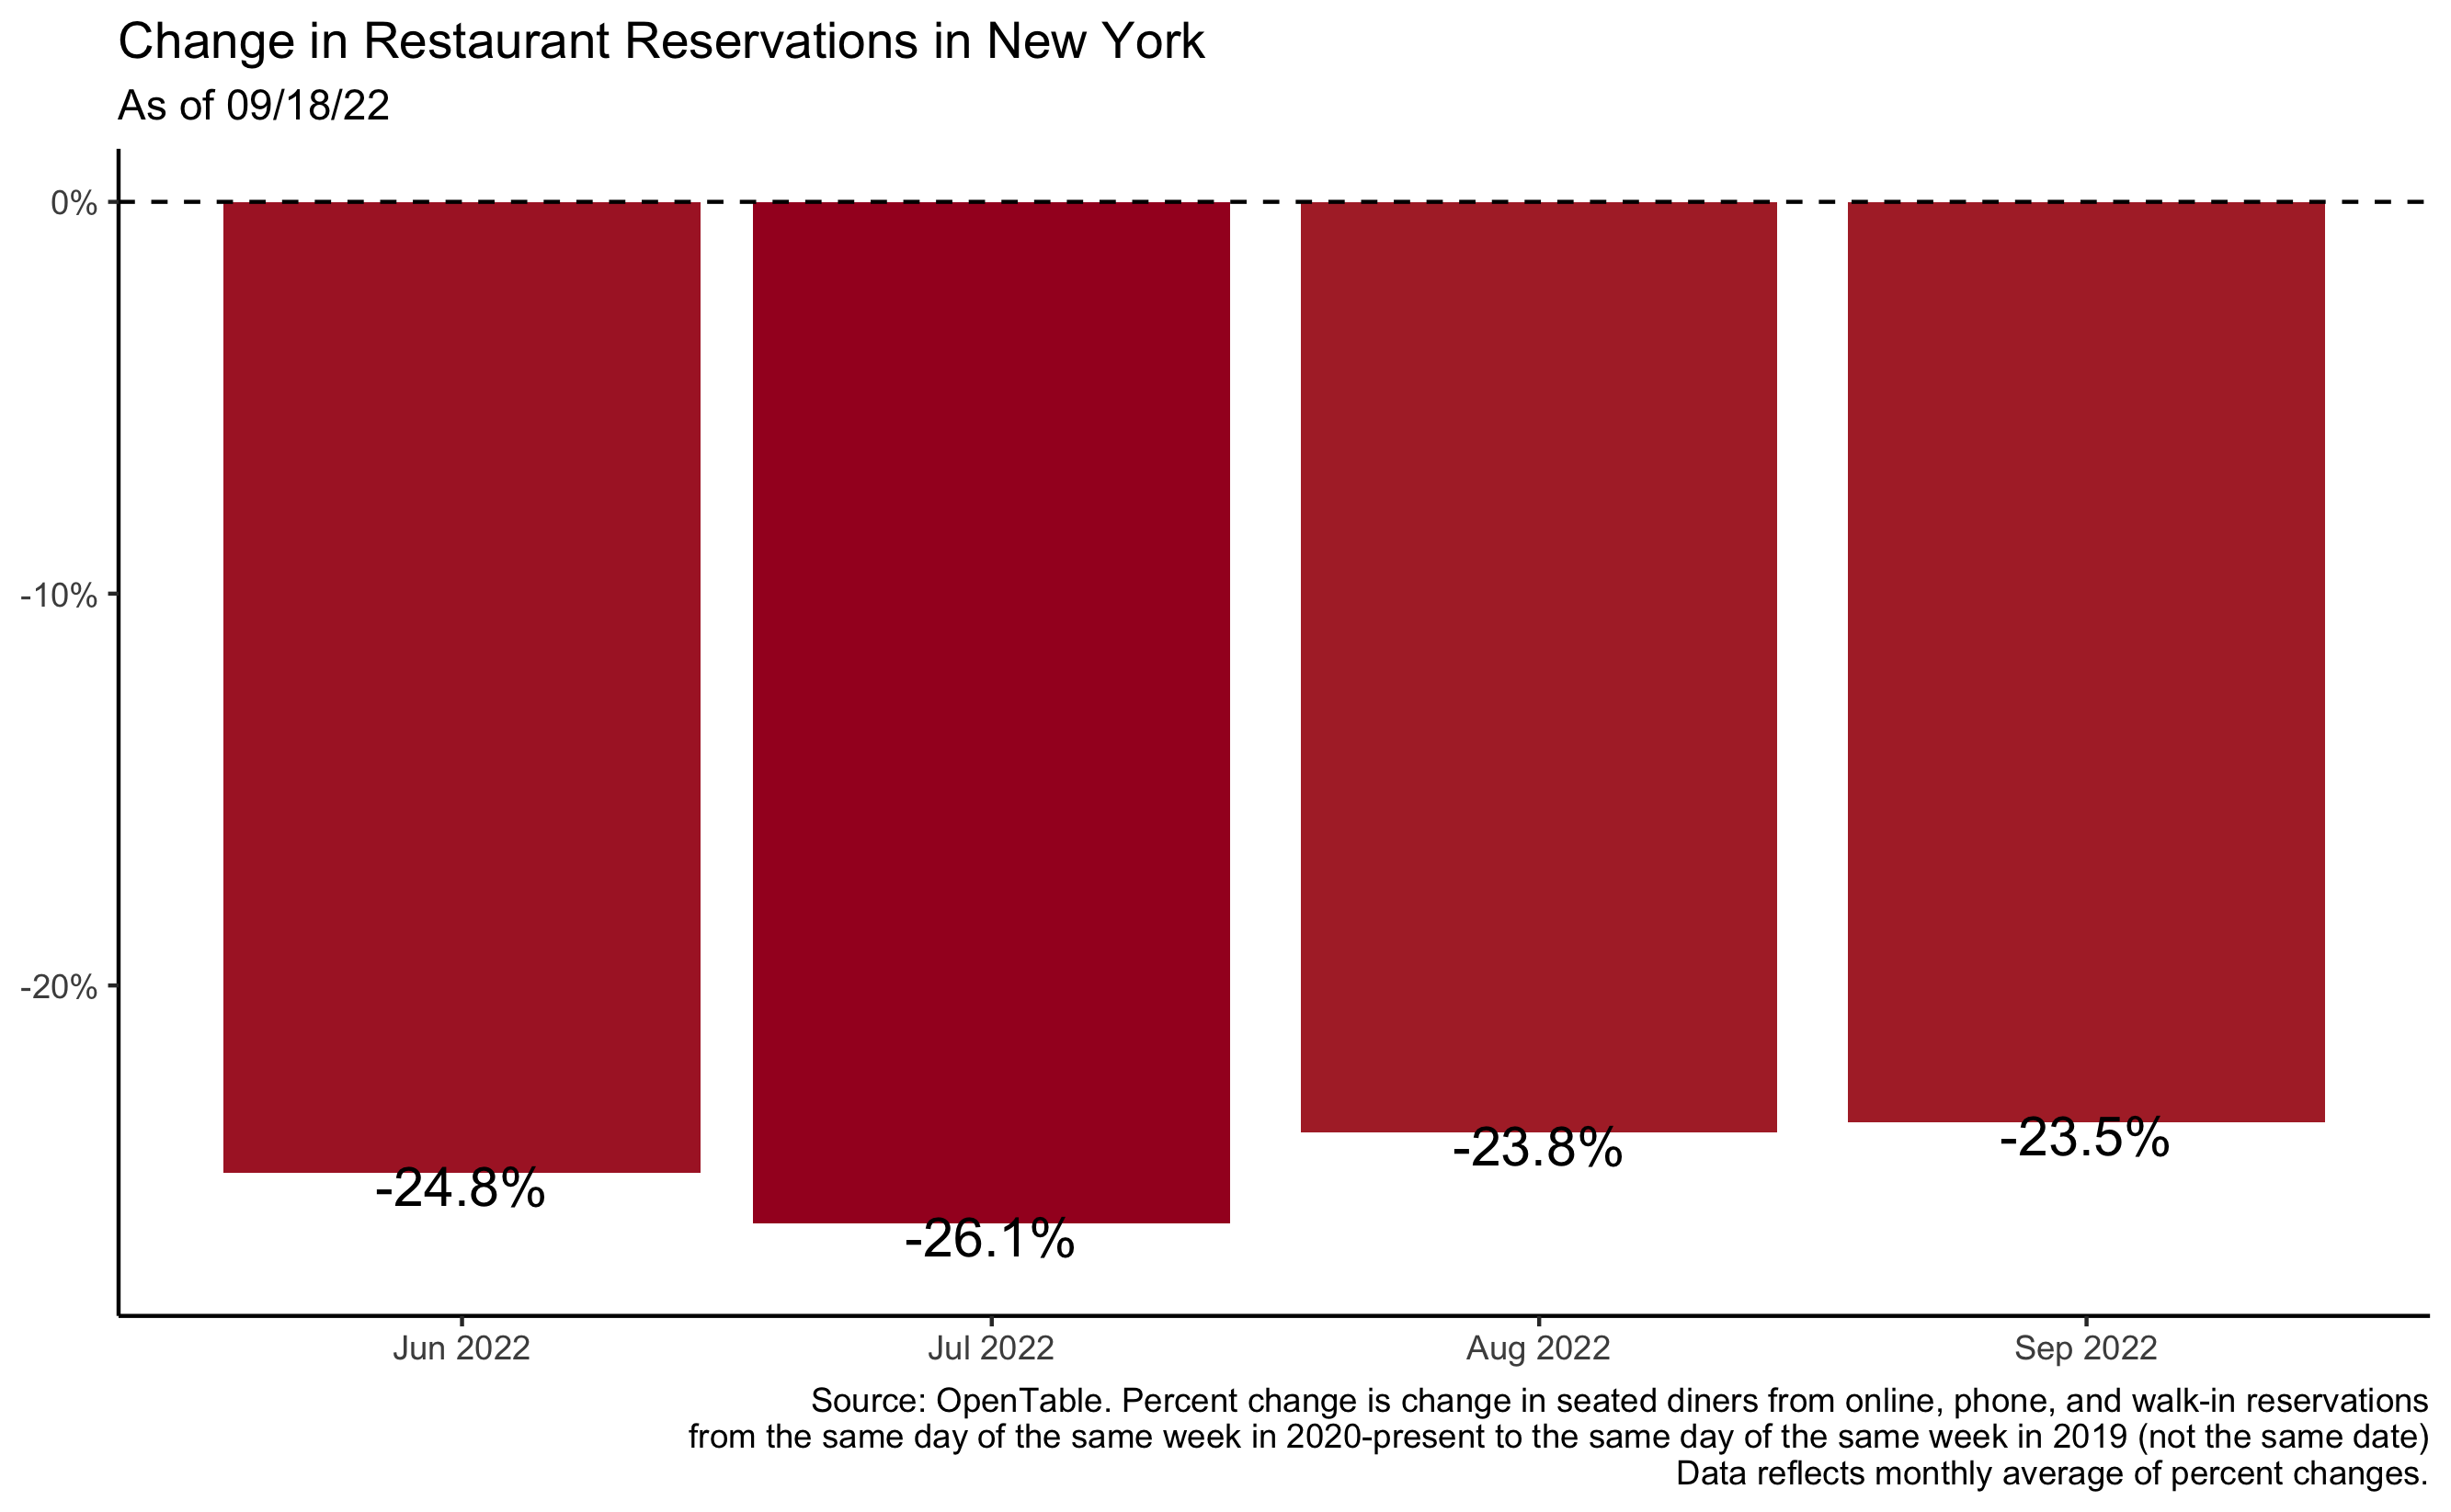 Change in Restaurant Reservations in New York
As of 09/18/22
0%
-10%
-20%
-24.8%
-26.1%
-23.8%
-23.5%
Jun 2022
Jul 2022
Aug 2022
Sep 2022
Source: OpenTable. Percent change is change in seated diners from online, phone, and walk-in reservations
from the same day of the same week in 2020-present to the same day of the same week in 2019 (not the same date)
Data reflects monthly average of percent changes.